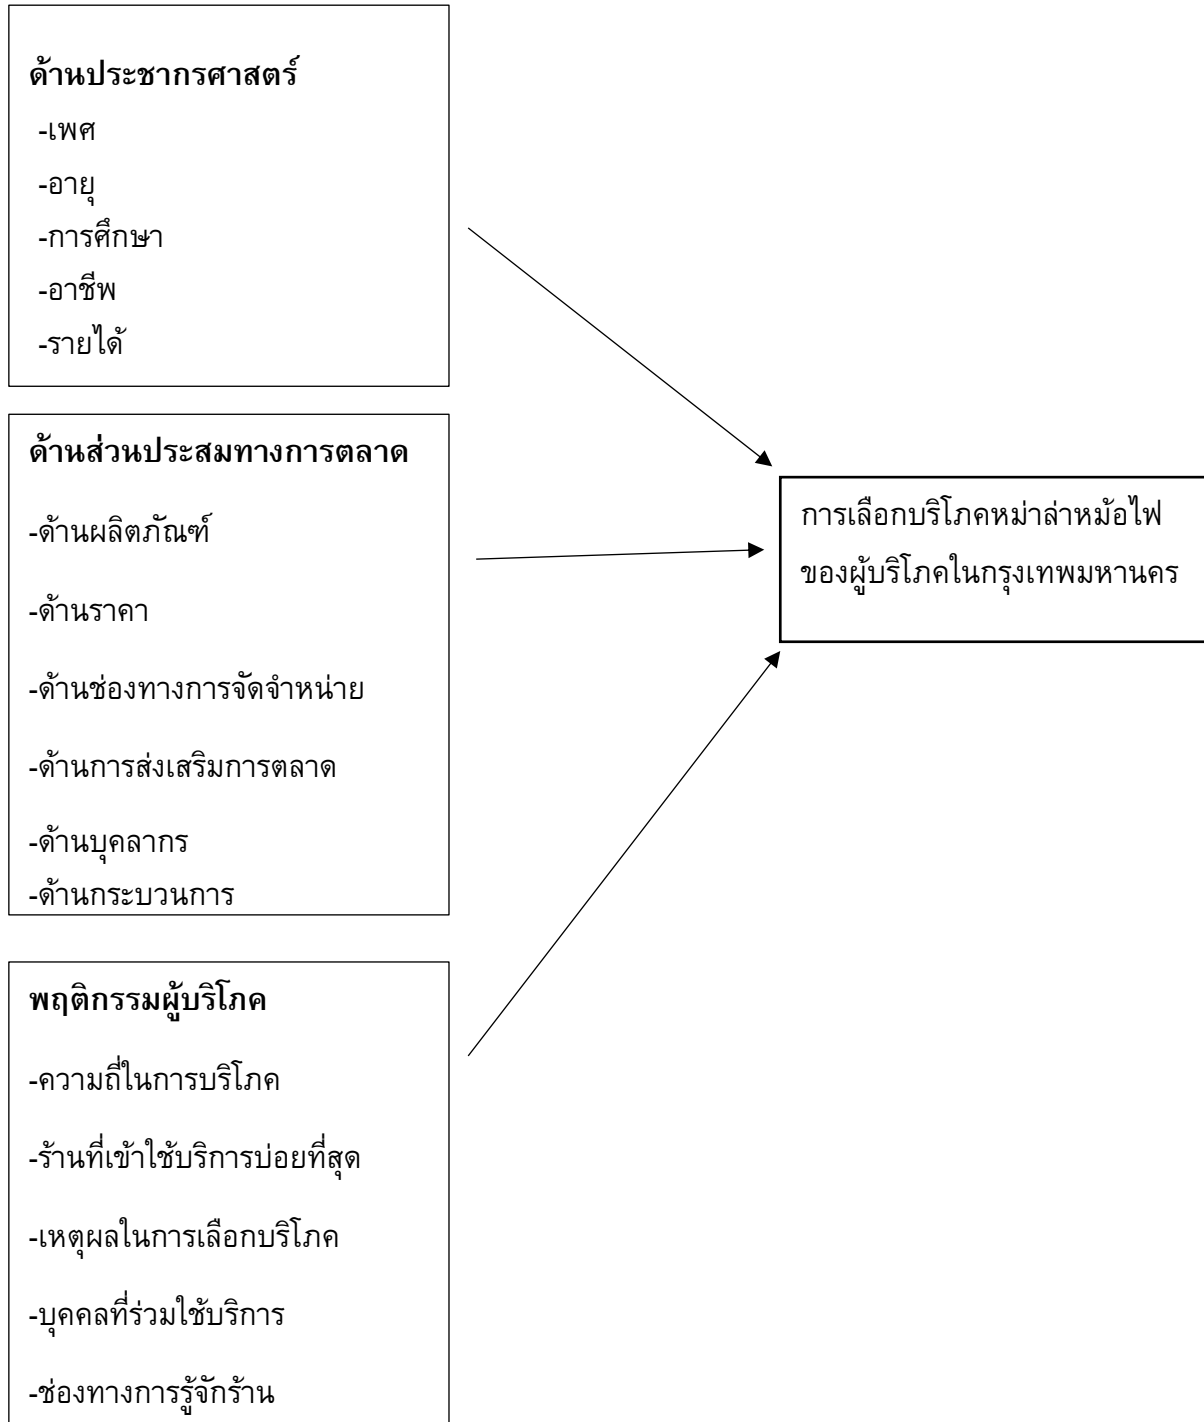 ด้านประชากรศาสตร์
-เพศ
-อายุ
-การศึกษา
-อาชีพ
-รายได้
ด้านส่วนประสมทางการตลาด
-ด้านผลิตภัณฑ์
-ด้านราคา
-ด้านช่องทางการจัดจำหน่าย
-ด้านการส่งเสริมการตลาด
-ด้านบุคลากร
-ด้านกระบวนการ
พฤติกรรมผู้บริโภค
-ความถี่ในการบริโภค
-ร้านที่เข้าใช้บริการบ่อยที่สุด
-เหตุผลในการเลือกบริโภค
-บุคคลที่ร่วมใช้บริการ
-ช่องทางการรู้จักร้าน
การเลือกบริโภคหม่าล่าหม้อไฟ
ของผู้บริโภคในกรุงเทพมหานคร